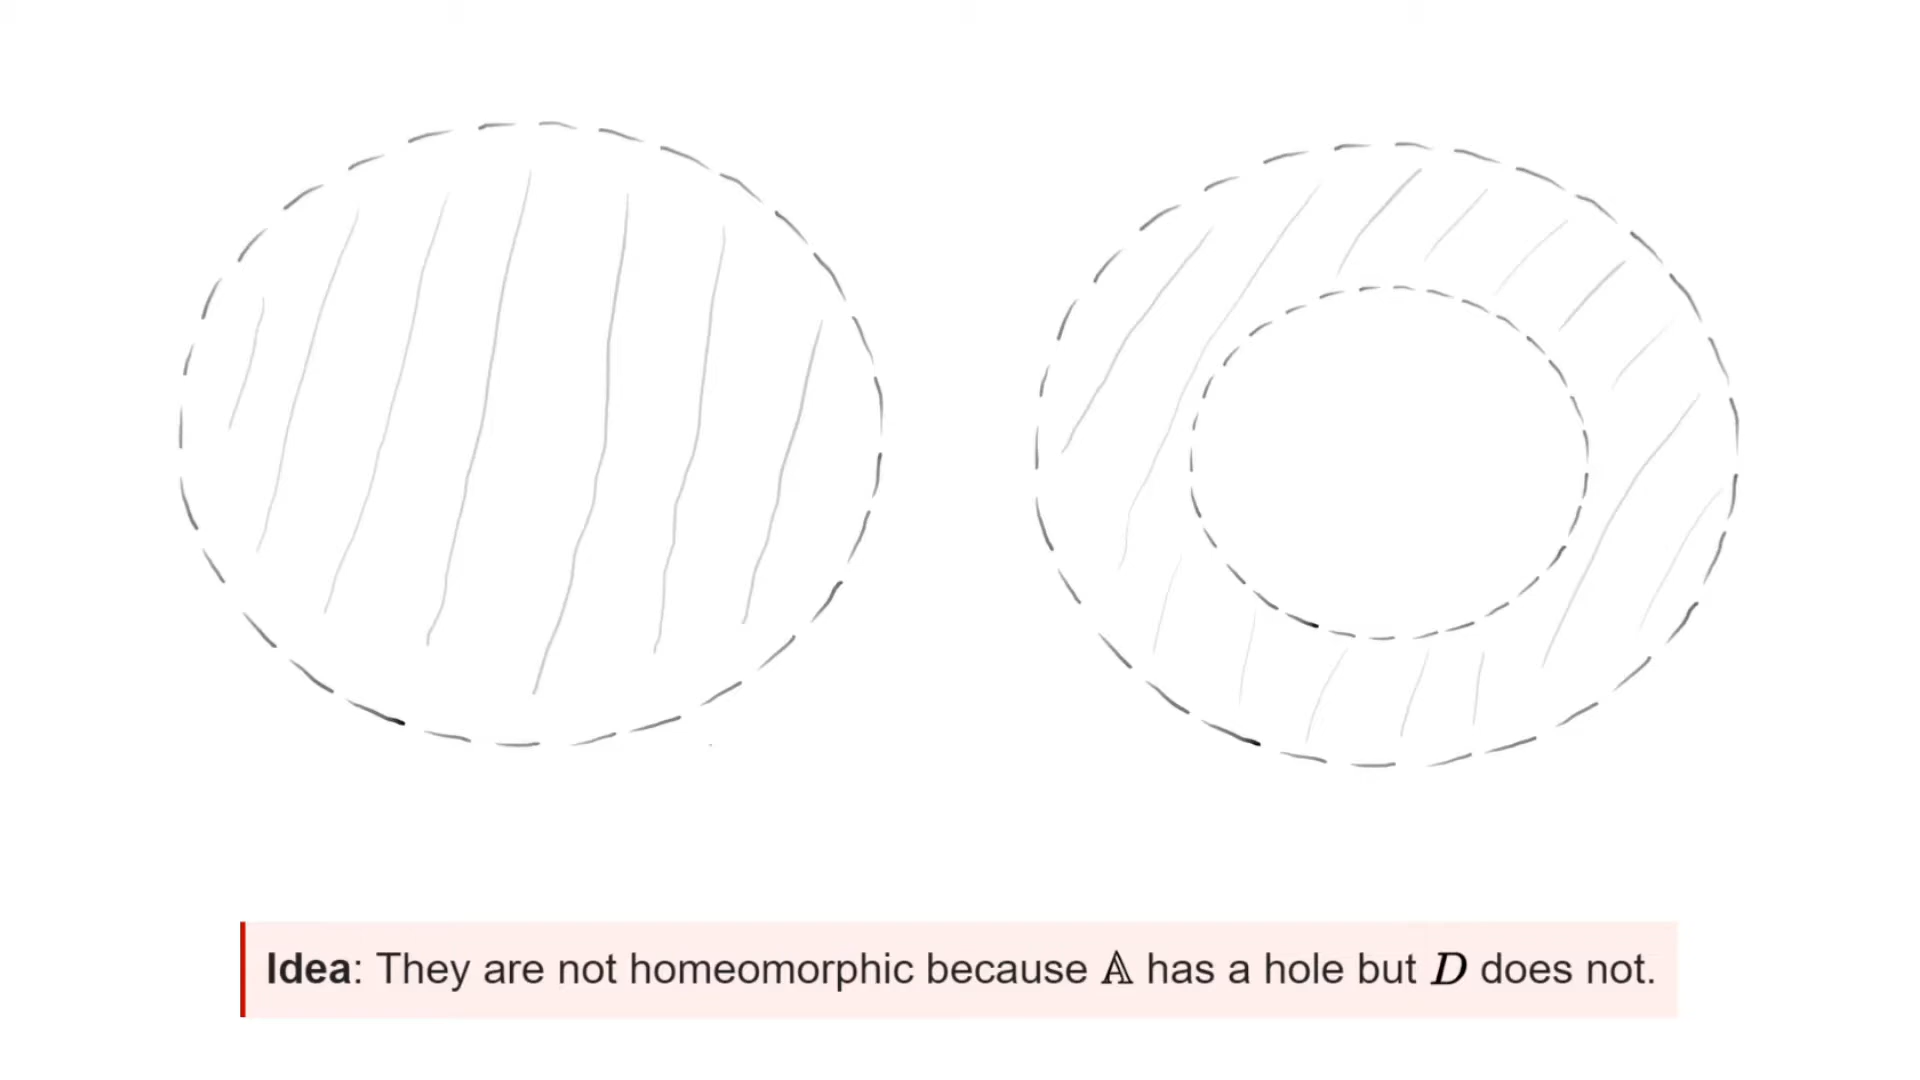 Idea: They are not homeomorphic because 𝔸 has a hole but D does not.